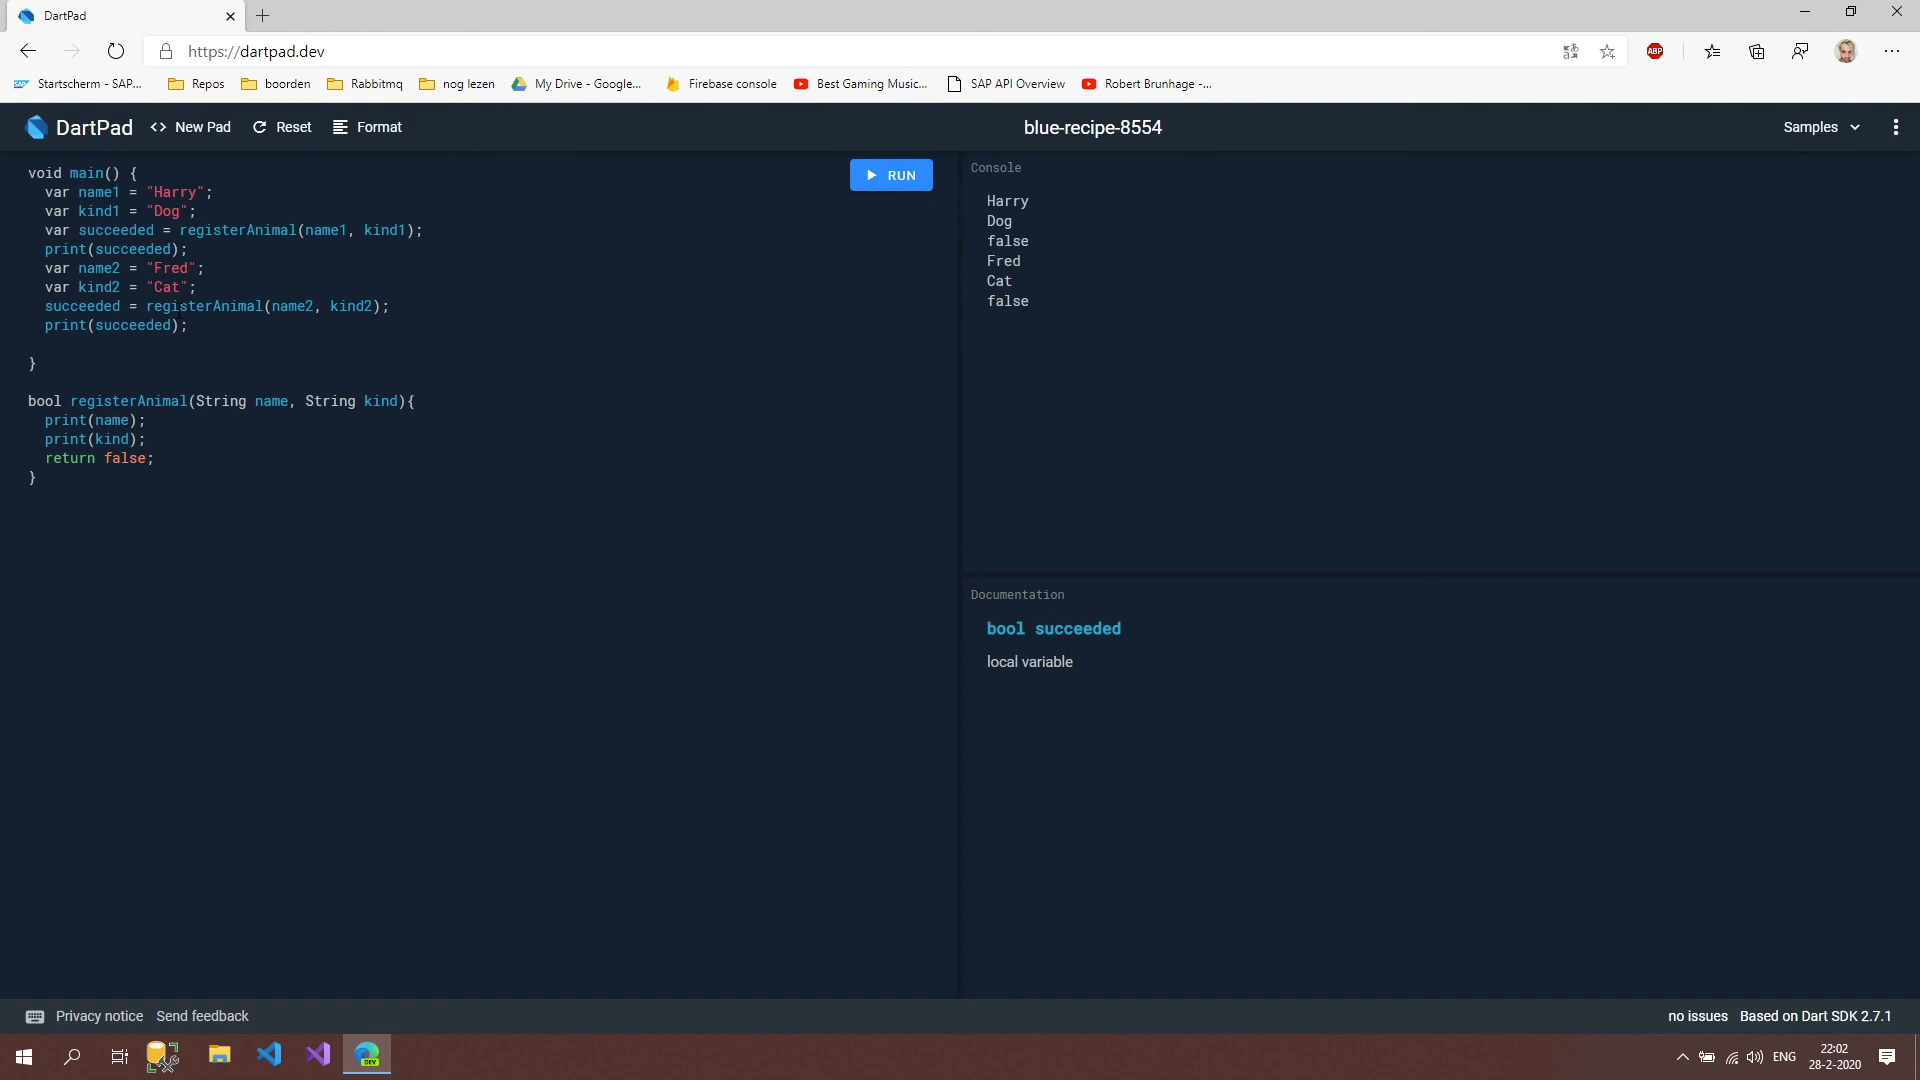 DartPad
https://dartpad.dev
ABP
SAP Startscherm - SAP... Repos boorden Rabbitmq nog lezen My Drive - Google... Firebase console Best Gaming Music... SAP API Overview Robert Brunhage -...
DartPad <> New Pad Reset Format blue-recipe-8554 Samples
void main() {
  var name1 = "Harry";
  var kind1 = "Dog";
  var succeeded = registerAnimal(name1, kind1);
  print(succeeded);
  var name2 = "Fred";
  var kind2 = "Cat";
  succeeded = registerAnimal(name2, kind2);
  print(succeeded);
}
bool registerAnimal(String name, String kind){
  print(name);
  print(kind);
  return false;
}
RUN
Console
Harry
Dog
false
Fred
Cat
false
Documentation
bool succeeded
local variable
Privacy notice Send feedback no issues Based on Dart SDK 2.7.1
DEV
ENG
22:02
28-2-2020